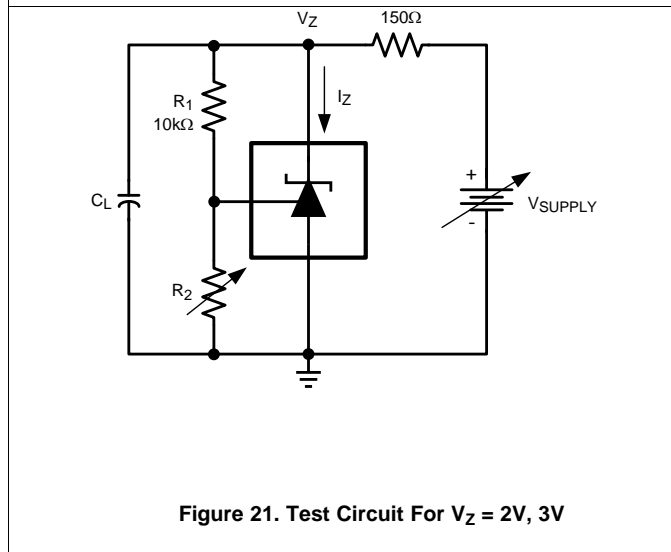 VZ
150Ω
R1
10kΩ
IZ
CL
+
-
VSUPPLY
R2
Figure 21. Test Circuit For VZ = 2V, 3V